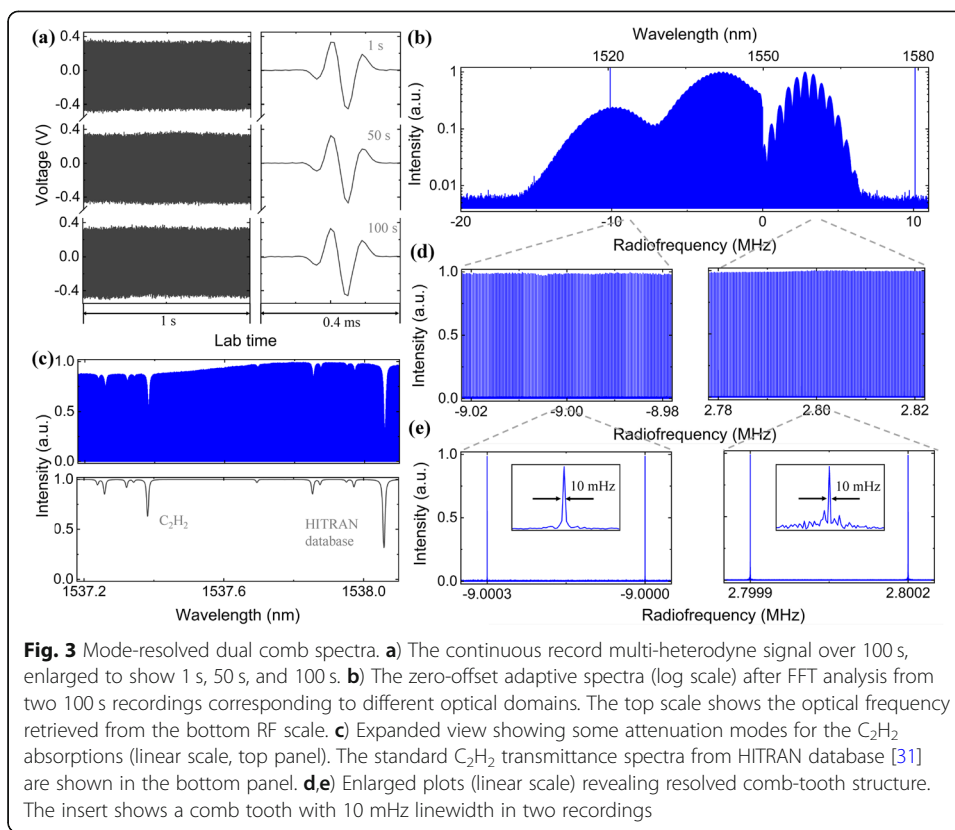 (a)
0.4
0.0
-0.4
0.4
0.0
-0.4
0.4
0.0
-0.4
Voltage (V)
1 s
50 s
100 s
1 s
0.4 ms
Lab time
(b)
Wavelength (nm)
1520
1550
1580
1
0.1
0.01
Intensity (a.u.)
-20
-10
0
10
Radiofrequency (MHz)
(c)
1.0
0.5
0.0
Intensity (a.u.)
1.0
0.5
0.0
C₂H₂
HITRAN
database
1537.2
1537.6
1538.0
Wavelength (nm)
(d)
1.0
0.5
0.0
Intensity (a.u.)
-9.02
-9.00
-8.98
2.78
2.80
2.82
Radiofrequency (MHz)
(e)
1.0
0.5
0.0
Intensity (a.u.)
10 mHz
10 mHz
-9.0003
-9.0000
2.7999
2.8002
Radiofrequency (MHz)
Radiofrequency (MHz)
Fig. 3 Mode-resolved dual comb spectra. a) The continuous record multi-heterodyne signal over 100 s,
enlarged to show 1 s, 50 s, and 100 s. b) The zero-offset adaptive spectra (log scale) after FFT analysis from
two 100 s recordings corresponding to different optical domains. The top scale shows the optical frequency
retrieved from the bottom RF scale. c) Expanded view showing some attenuation modes for the C₂H₂
absorptions (linear scale, top panel). The standard C₂H₂ transmittance spectra from HITRAN database [31]
are shown in the bottom panel. d,e) Enlarged plots (linear scale) revealing resolved comb-tooth structure.
The insert shows a comb tooth with 10 mHz linewidth in two recordings